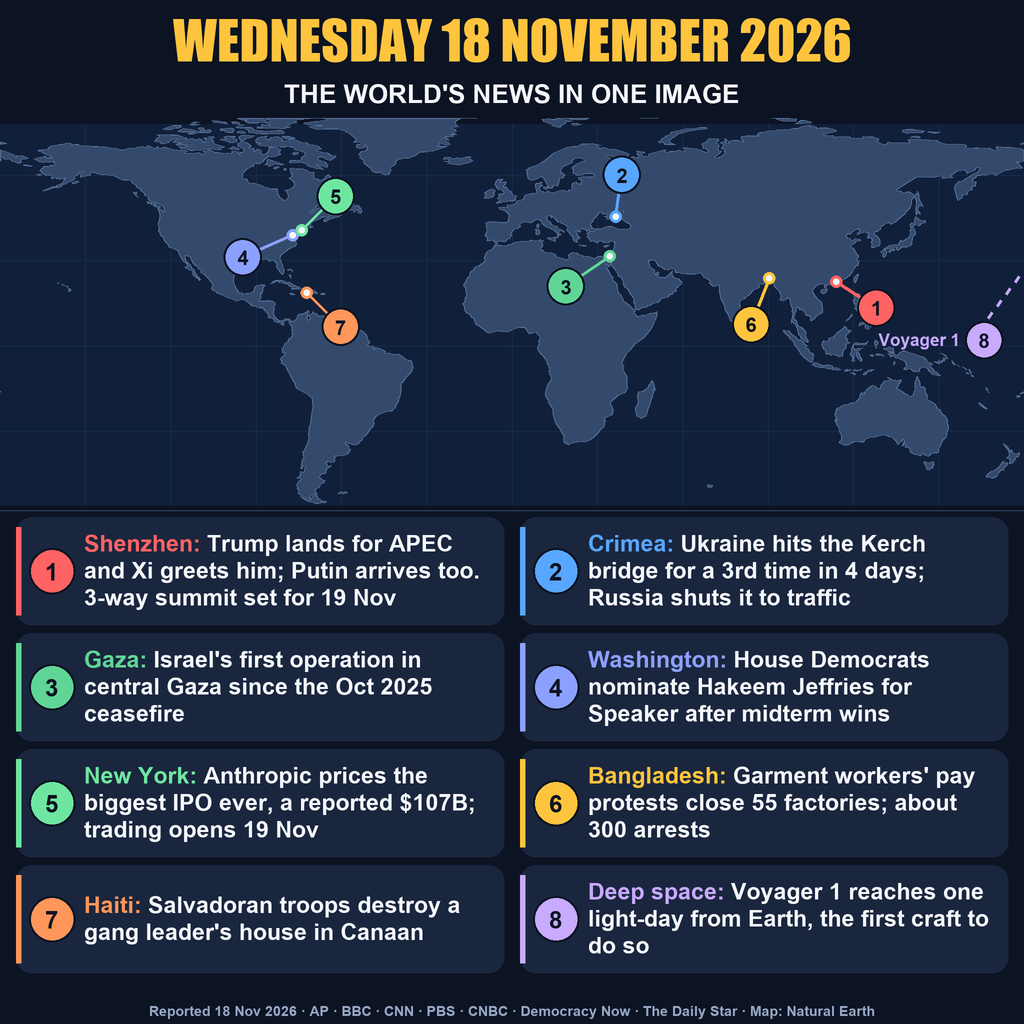 WEDNESDAY 18 NOVEMBER 2026
THE WORLD'S NEWS IN ONE IMAGE
2
5
4
3
1
6
7
Voyager 1
8
1
Shenzhen: Trump lands for APEC
and Xi greets him; Putin arrives too.
3-way summit set for 19 Nov
2
Crimea: Ukraine hits the Kerch
bridge for a 3rd time in 4 days;
Russia shuts it to traffic
3
Gaza: Israel's first operation in
central Gaza since the Oct 2025
ceasefire
4
Washington: House Democrats
nominate Hakeem Jeffries for
Speaker after midterm wins
5
New York: Anthropic prices the
biggest IPO ever, a reported $107B;
trading opens 19 Nov
6
Bangladesh: Garment workers' pay
protests close 55 factories; about
300 arrests
7
Haiti: Salvadoran troops destroy a
gang leader's house in Canaan
8
Deep space: Voyager 1 reaches one
light-day from Earth, the first craft to
do so
Reported 18 Nov 2026 · AP · BBC · CNN · PBS · CNBC · Democracy Now · The Daily Star · Map: Natural Earth